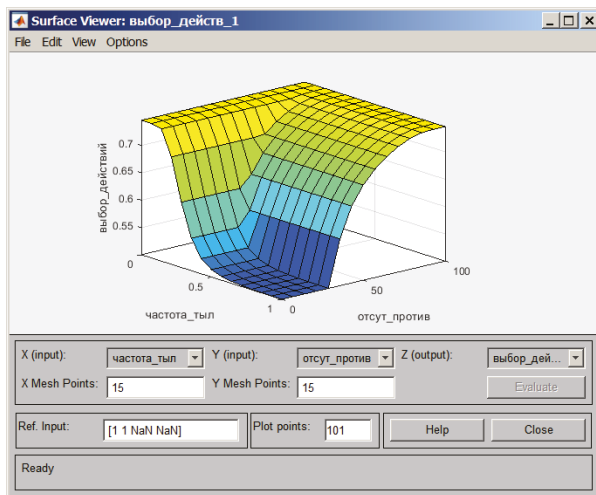 Surface Viewer: выбор_действ_1
File Edit View Options
0.7
0.65
0.6
0.55
выбор_действий
0
0.5
1
частота_тыл
0
50
100
отсут_против
X (input): частота_тыл Y (input): отсут_против Z (output): выбор_дей...
X Mesh Points: 15 Y Mesh Points: 15 Evaluate
Ref. Input: [1 1 NaN NaN] Plot points: 101 Help Close
Ready